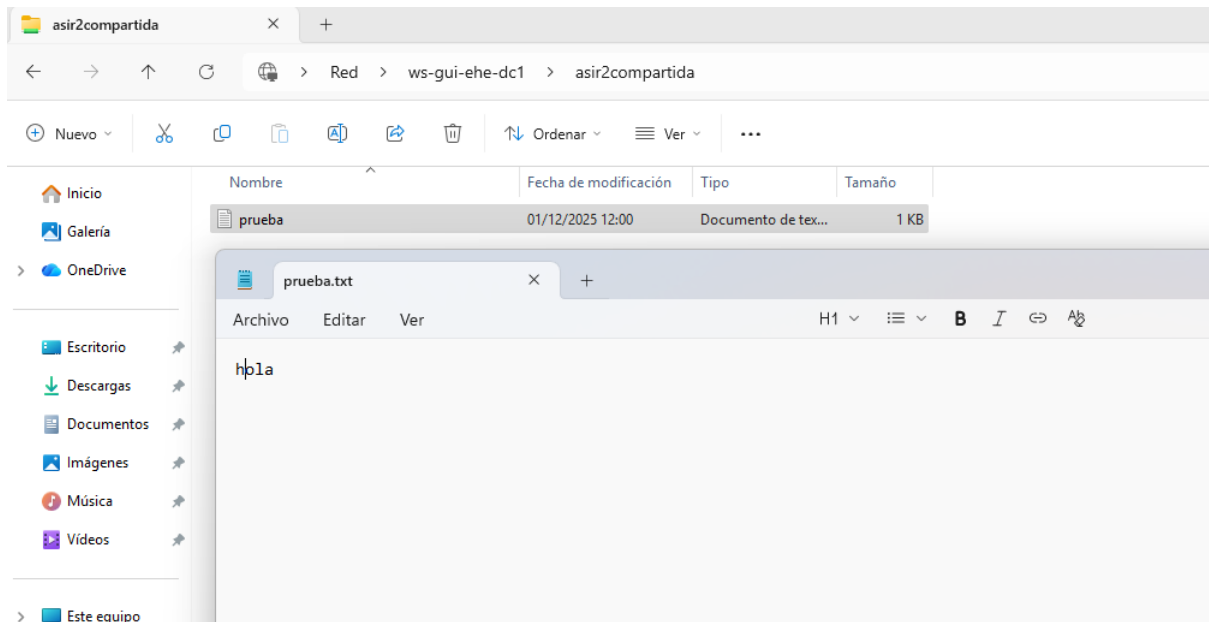 asir2compartida
Red > ws-gui-ehe-dc1 > asir2compartida
Nuevo Ordenar Ver ...
Nombre Fecha de modificación Tipo Tamaño
Inicio
prueba 01/12/2025 12:00 Documento de tex... 1 KB
Galería
OneDrive
prueba.txt
Archivo Editar Ver H1 B I
Escritorio
hola
Descargas
Documentos
Imágenes
Música
Vídeos
Este equipo